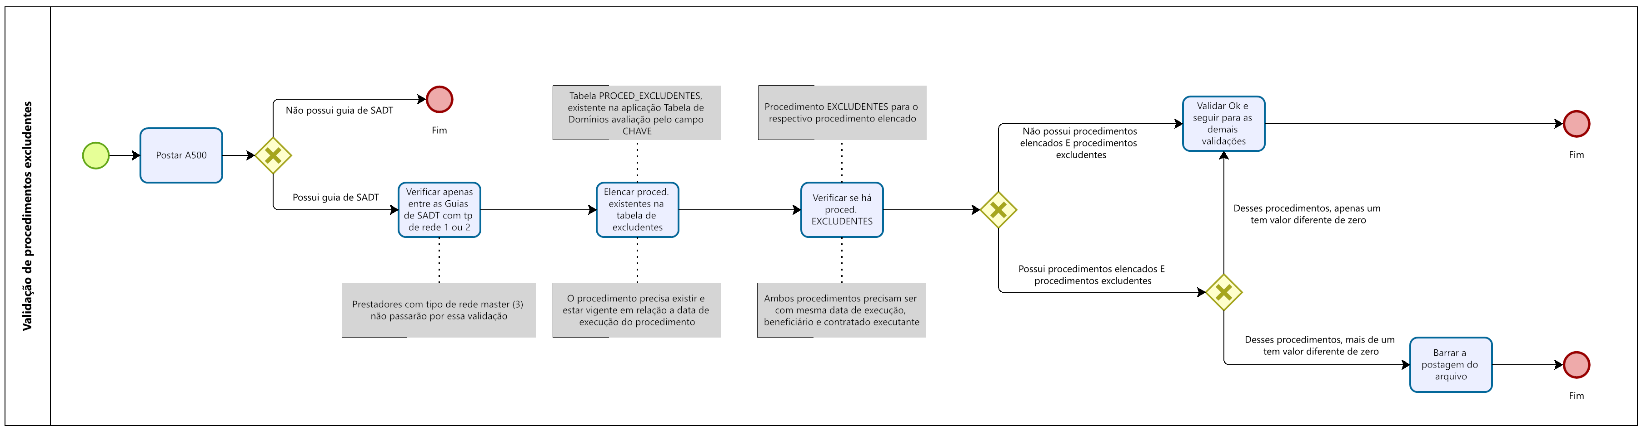 Validação de procedimentos excludentes
Postar A500
Não possui guia de SADT
Fim
Possui guia de SADT
Verificar apenas
entre as Guias
de SADT com tp
de rede 1 ou 2
Prestadores com tipo de rede master (3)
não passarão por essa validação
Tabela PROCED_EXCLUDENTES,
existente na aplicação Tabela de
Domínios avaliação pelo campo
CHAVE
Elencar proced.
existentes na
tabela de
excludentes
O procedimento precisa existir e
estar vigente em relação a data de
execução do procedimento
Procedimento EXCLUDENTES para o
respectivo procedimento elencado
Verificar se há
proced.
EXCLUDENTES
Ambos procedimentos precisam ser
com mesma data de execução,
beneficiário e contratado executante
Não possui procedimentos
elencados E procedimentos
excludentes
Validar Ok e
seguir para as
demais
validações
Fim
Possui procedimentos elencados E
procedimentos excludentes
Desses procedimentos, apenas um
tem valor diferente de zero
Desses procedimentos, mais de um
tem valor diferente de zero
Barrar a
postagem do
arquivo
Fim